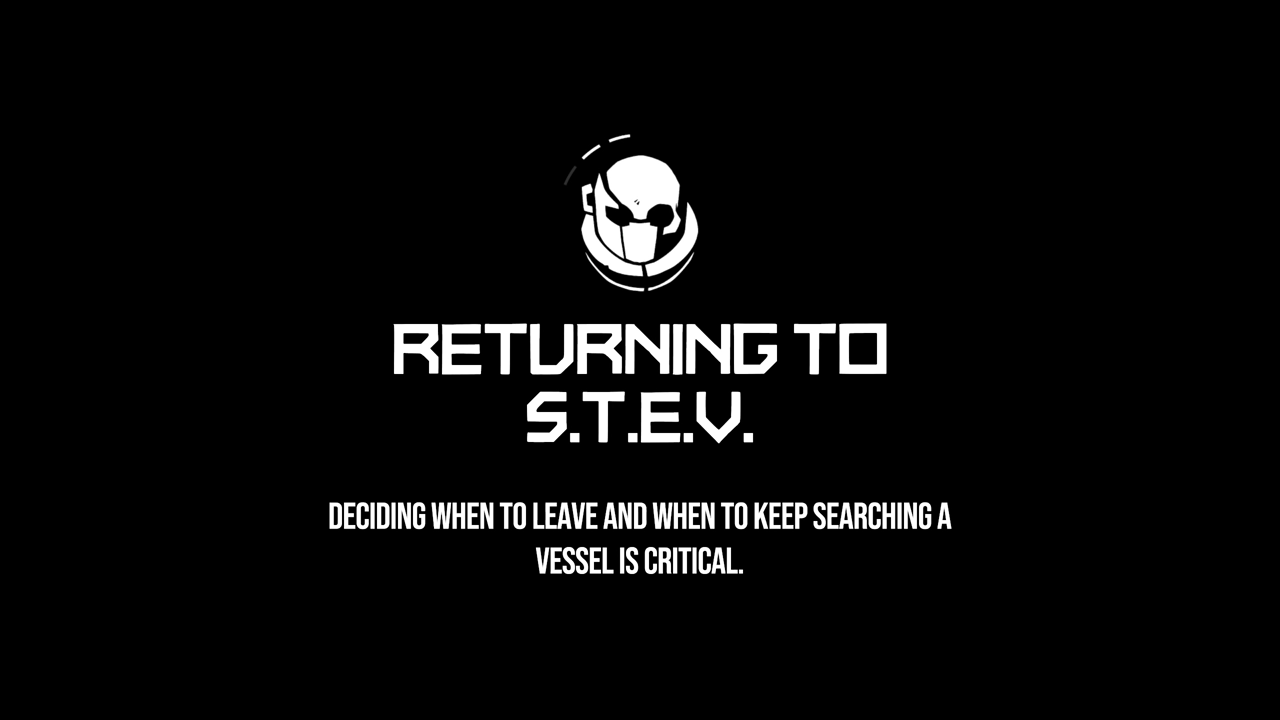 RETURNING TO
S.T.E.V.
DECIDING WHEN TO LEAVE AND WHEN TO KEEP SEARCHING A
VESSEL IS CRITICAL.